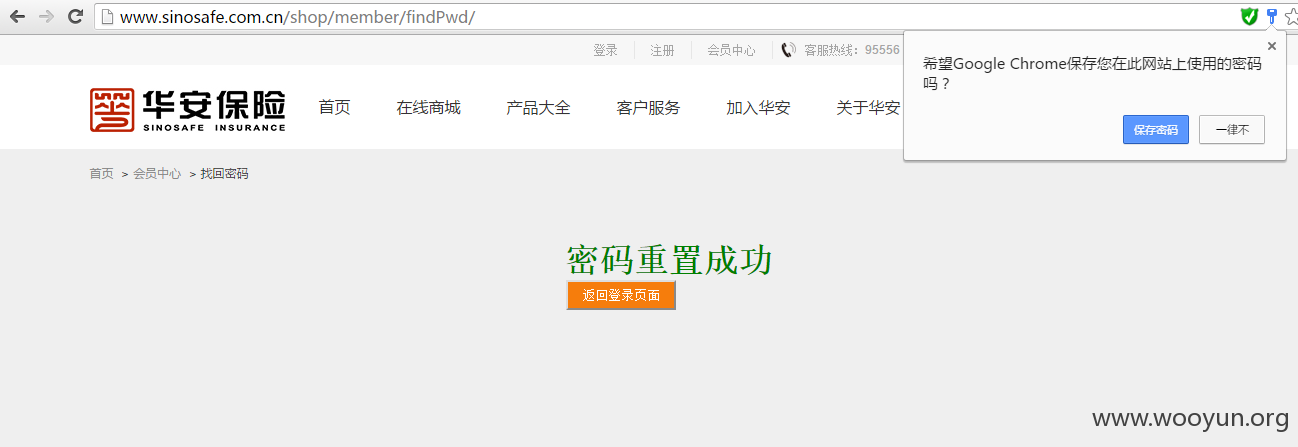 www.sinosafe.com.cn/shop/member/findPwd/
登录 注册 会员中心 客服热线：95556
希望Google Chrome保存您在此网站上使用的密码
吗？
保存密码 一律不
华安保险
SINOSAFE INSURANCE
首页 在线商城 产品大全 客户服务 加入华安 关于华安
首页 > 会员中心 > 找回密码
密码重置成功
返回登录页面
www.wooyun.org